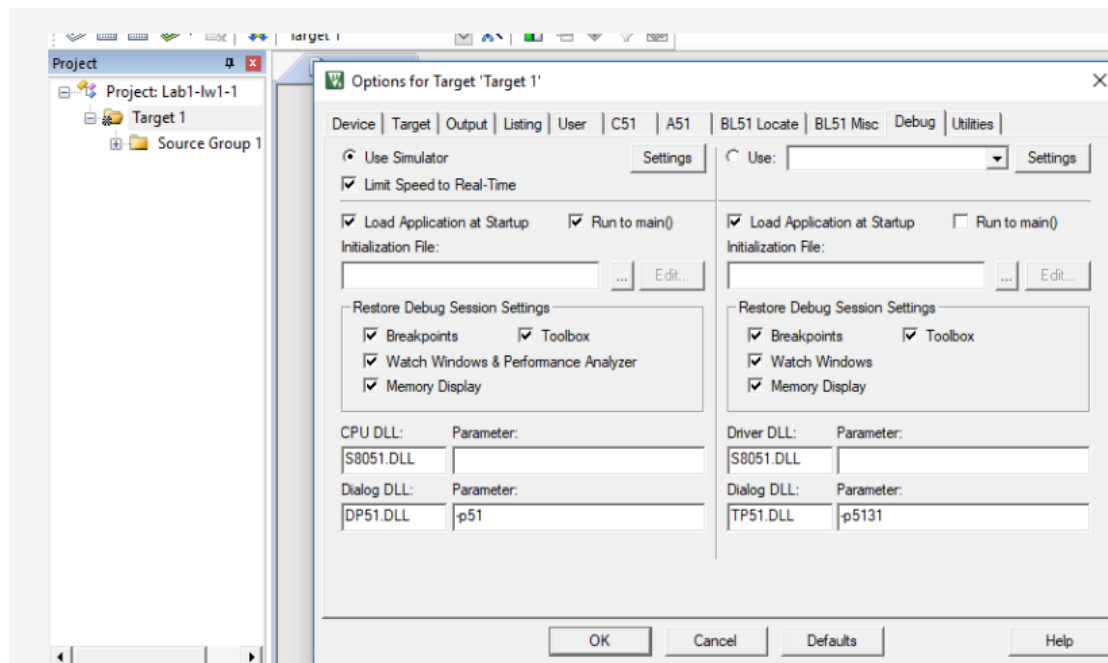 Target 1
Project
Project: Lab1-lw1-1
Target 1
Source Group 1
Options for Target 'Target 1'
Device Target Output Listing User C51 A51 BL51 Locate BL51 Misc Debug Utilities
Use Simulator Settings Use: Settings
Limit Speed to Real-Time
Load Application at Startup Run to main() Load Application at Startup Run to main()
Initialization File: Initialization File:
... Edit... ... Edit...
Restore Debug Session Settings Restore Debug Session Settings
Breakpoints Toolbox Breakpoints Toolbox
Watch Windows & Performance Analyzer Watch Windows
Memory Display Memory Display
CPU DLL: Parameter: Driver DLL: Parameter:
S8051.DLL S8051.DLL
Dialog DLL: Parameter: Dialog DLL: Parameter:
DP51.DLL -p51 TP51.DLL -p5131
OK Cancel Defaults Help